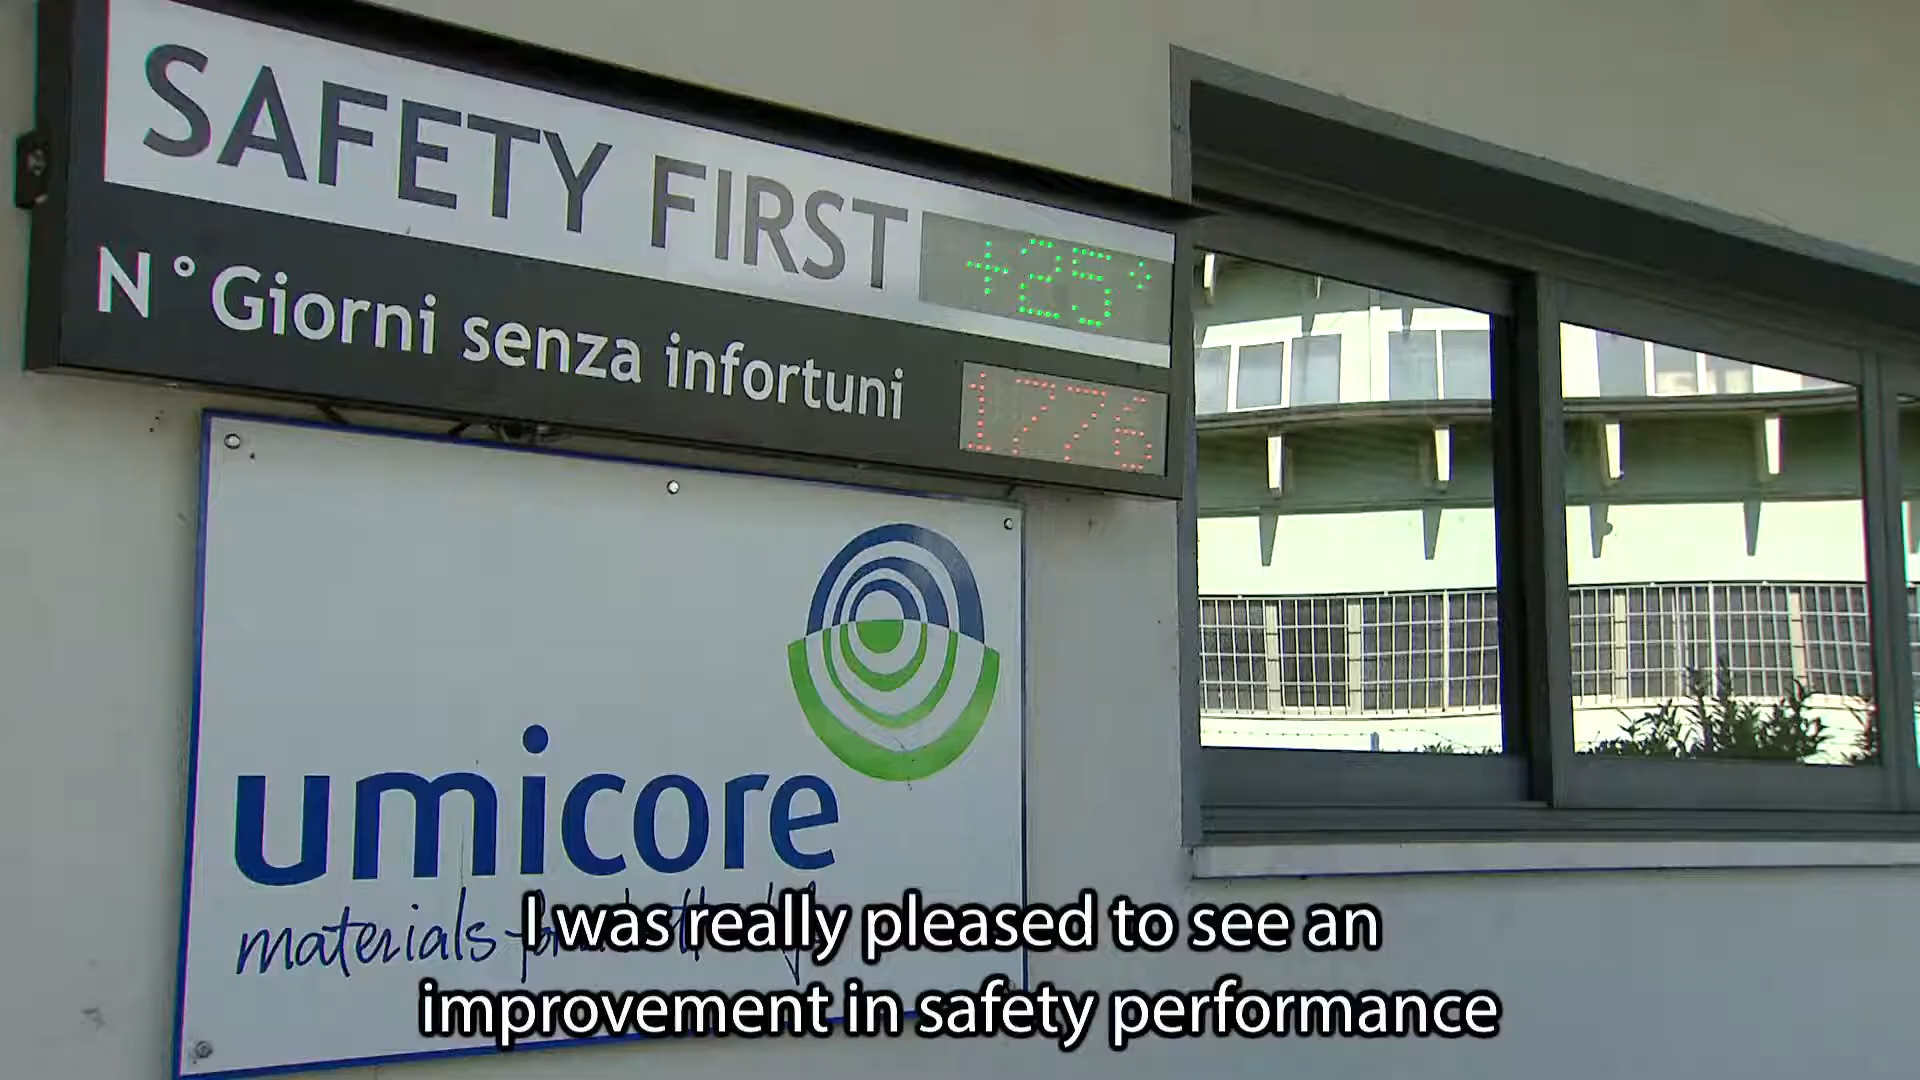 SAFETY FIRST +25°
N° Giorni senza infortuni 1776
umicore
materials
I was really pleased to see an
improvement in safety performance